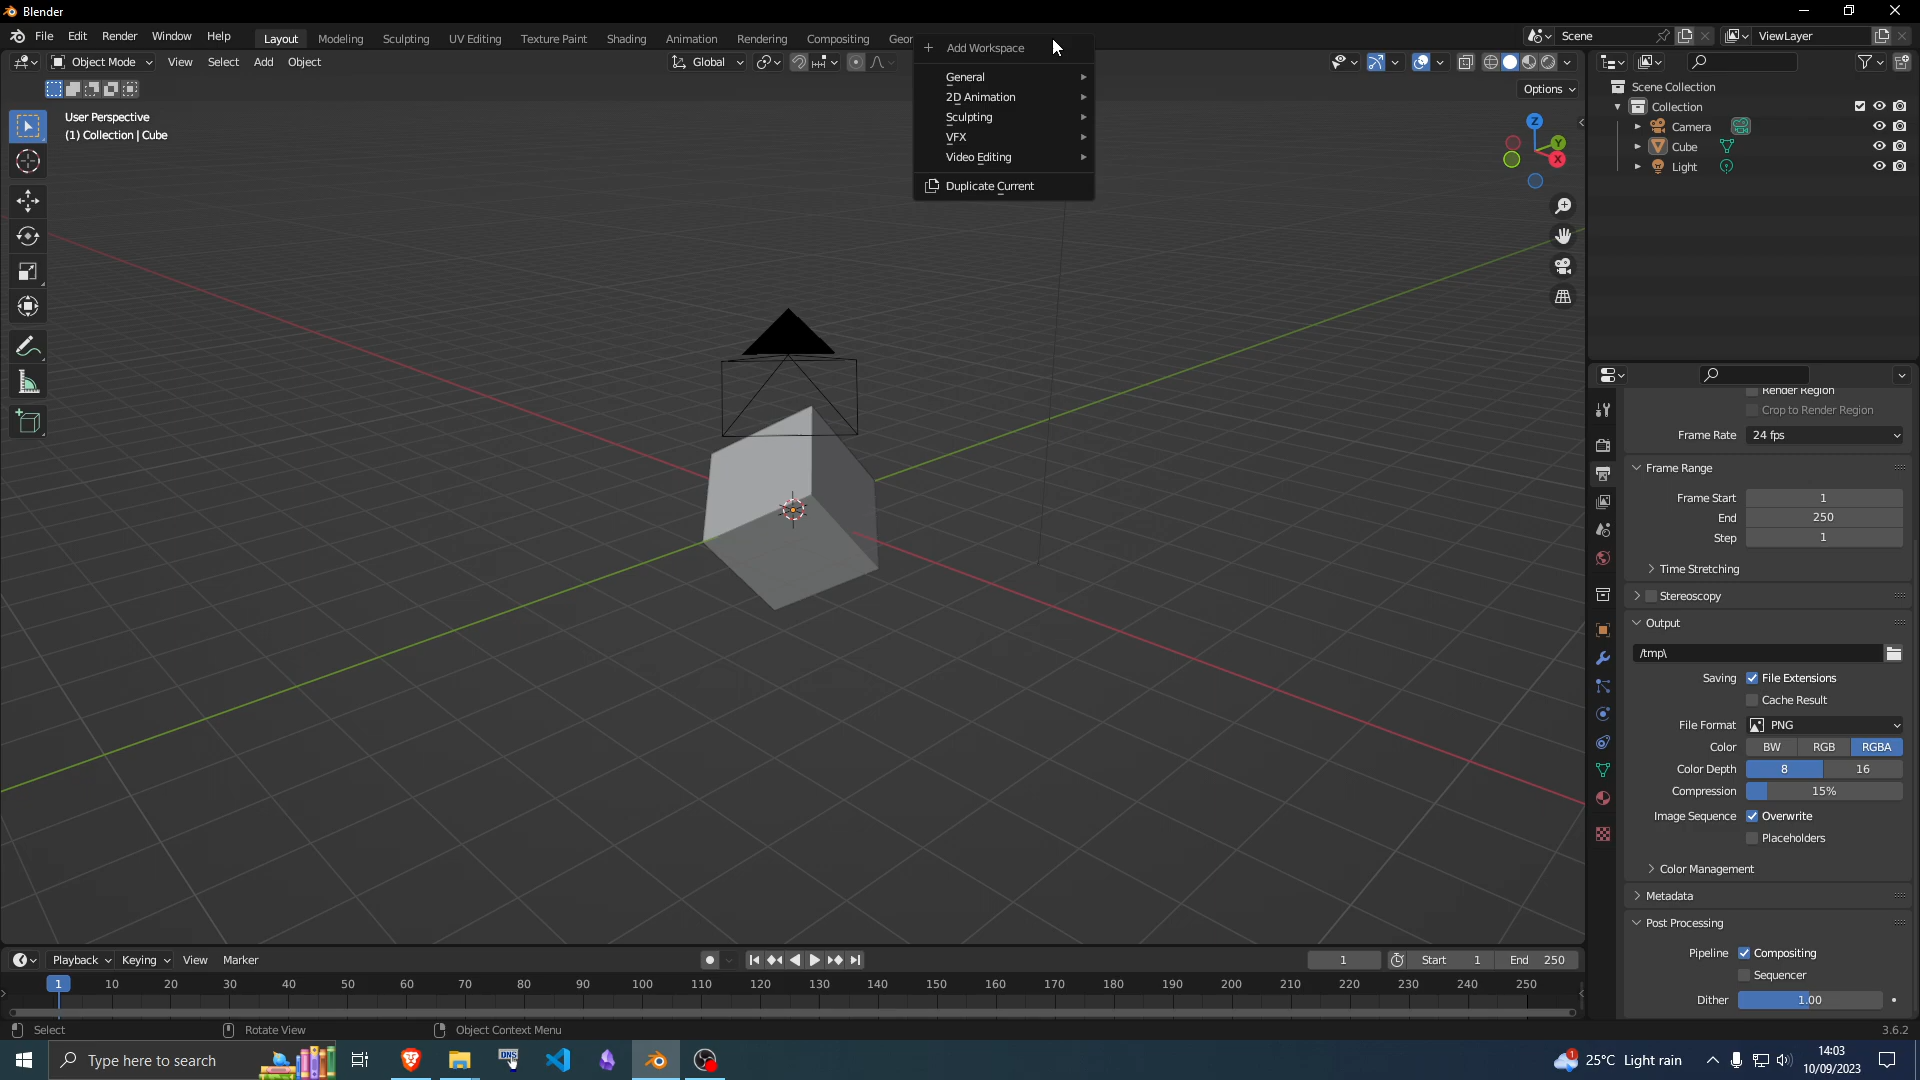 Blender
File Edit Render Window Help
Layout Modeling Sculpting UV Editing Texture Paint Shading Animation Rendering Compositing Geor
Scene
ViewLayer
Object Mode View Select Add Object
Global
Options
User Perspective
(1) Collection | Cube
Add Workspace
General
2D Animation
Sculpting
VFX
Video Editing
Duplicate Current
Z
Y
X
Scene Collection
Collection
Camera
Cube
Light
Render Region
Crop to Render Region
Frame Rate 24 fps
Frame Range
Frame Start 1
End 250
Step 1
Time Stretching
Stereoscopy
Output
/tmp\
Saving File Extensions
Cache Result
File Format PNG
Color BW RGB RGBA
Color Depth 8 16
Compression 15%
Image Sequence Overwrite
Placeholders
Color Management
Metadata
Post Processing
Pipeline Compositing
Sequencer
Dither 1.00
Playback Keying View Marker
1 Start 1 End 250
1 10 20 30 40 50 60 70 80 90 100 110 120 130 140 150 160 170 180 190 200 210 220 230 240 250
Select Rotate View Object Context Menu
3.6.2
Type here to search
DNS
1 25°C Light rain
14:03
10/09/2023